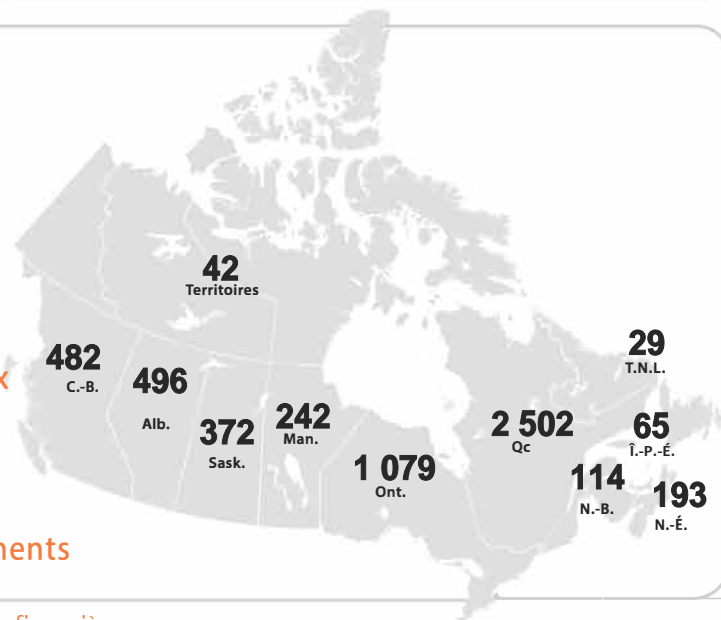 42
Territoires
29
T.N.L.
482
C.-B.
496
Alb.
242
Man.
2 502
Qc
65
Î.-P.-É.
372
Sask.
1 079
Ont.
114
N.-B.
193
N.-É.